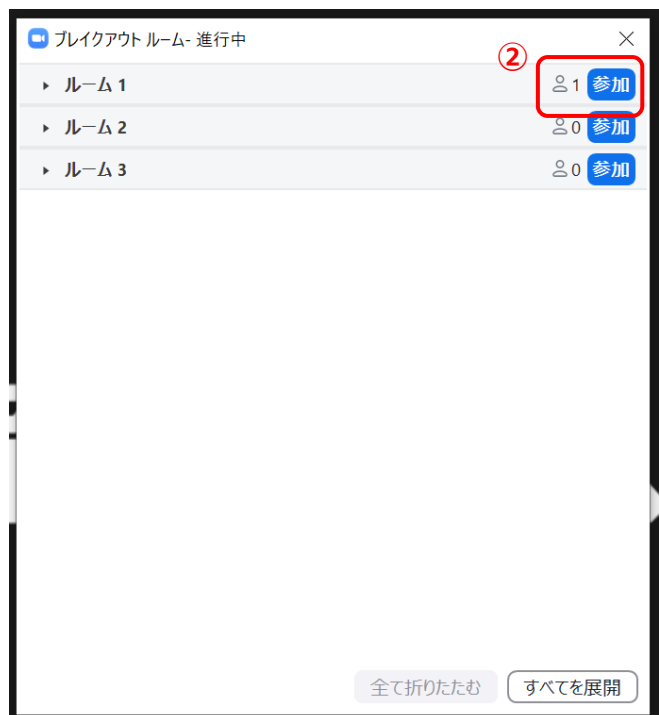 ブレイクアウト ルーム- 進行中
②
ルーム 1 1 参加
ルーム 2 0 参加
ルーム 3 0 参加
全て折りたたむ すべてを展開